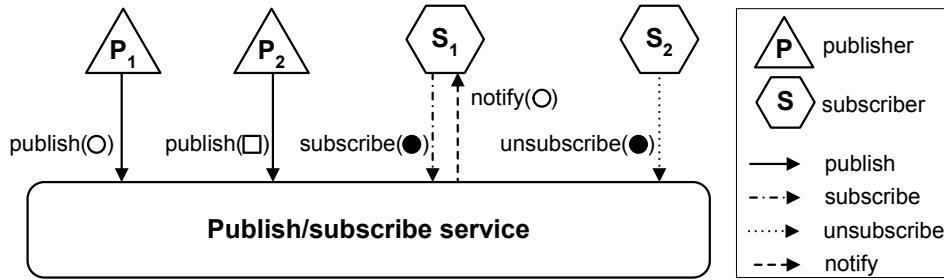 P1
P2
S1
S2
notify(○)
publish(○)
publish(□)
subscribe(●)
unsubscribe(●)
Publish/subscribe service
P publisher
S subscriber
publish
subscribe
unsubscribe
notify